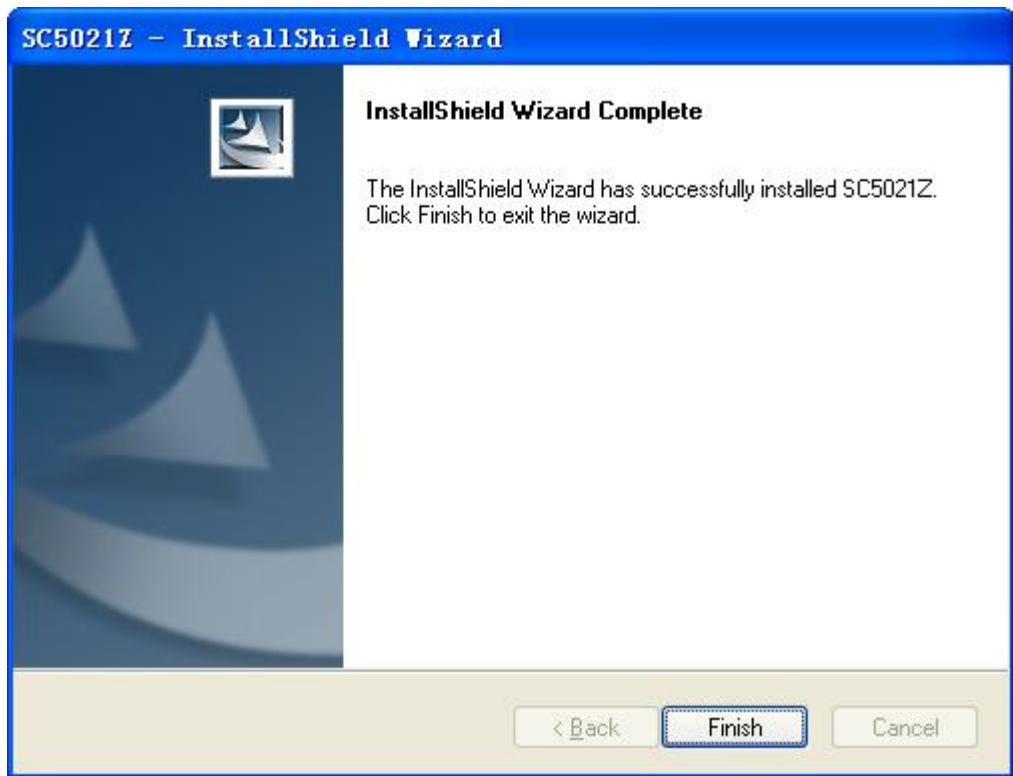 SC5021Z - InstallShield Wizard
InstallShield Wizard Complete
The InstallShield Wizard has successfully installed SC5021Z.
Click Finish to exit the wizard.
< Back
Finish
Cancel